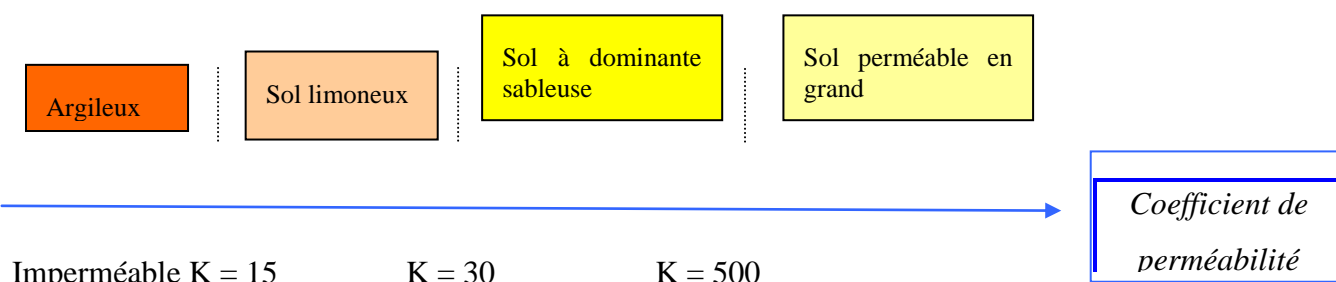 Argileux
Sol limoneux
Sol à dominante
sableuse
Sol perméable en
grand
Coefficient de
perméabilité
Imperméable K = 15 K = 30 K = 500